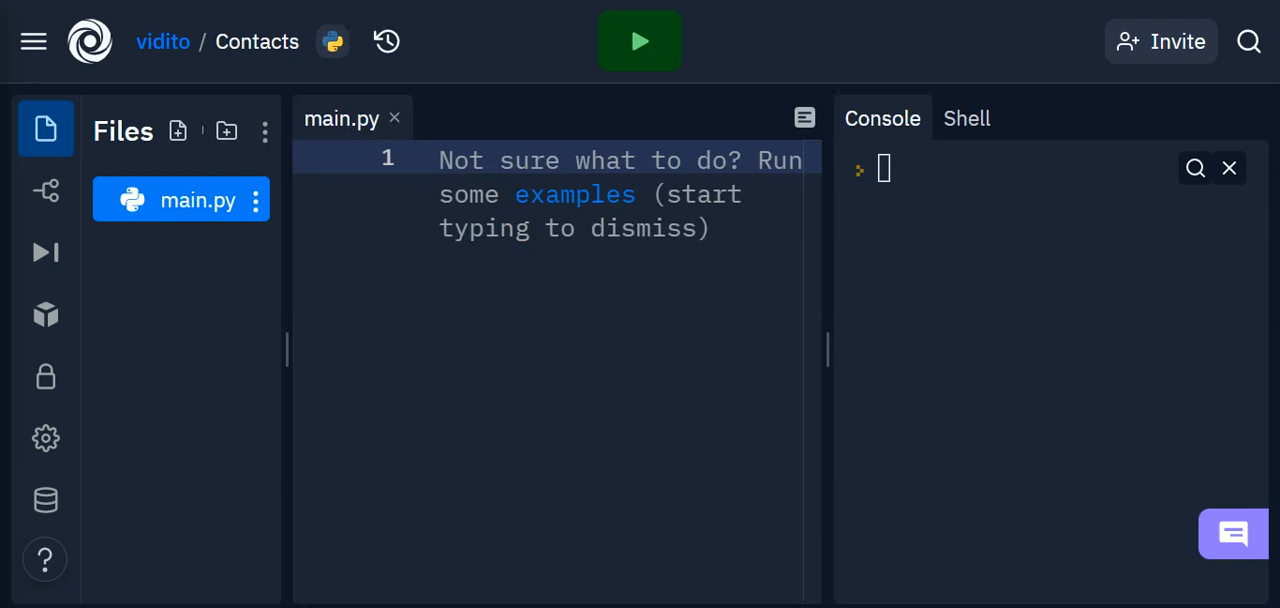 vidito / Contacts
Invite
Files
main.py
main.py
1
Not sure what to do? Run
some examples (start
typing to dismiss)
Console
Shell